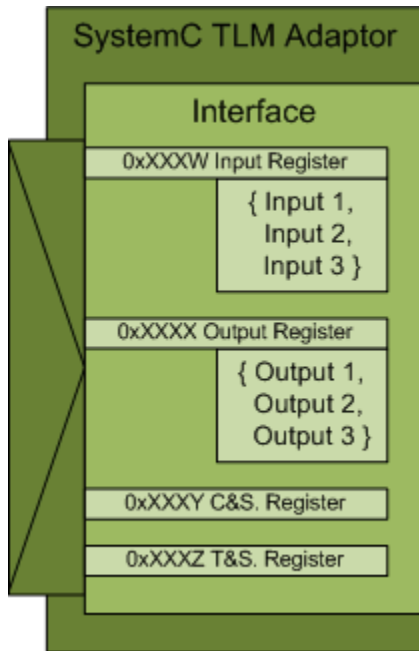 SystemC TLM Adaptor
Interface
0xXXXW Input Register
{ Input 1,
Input 2,
Input 3 }
0xXXXX Output Register
{ Output 1,
Output 2,
Output 3 }
0xXXXY C&S. Register
0xXXXZ T&S. Register